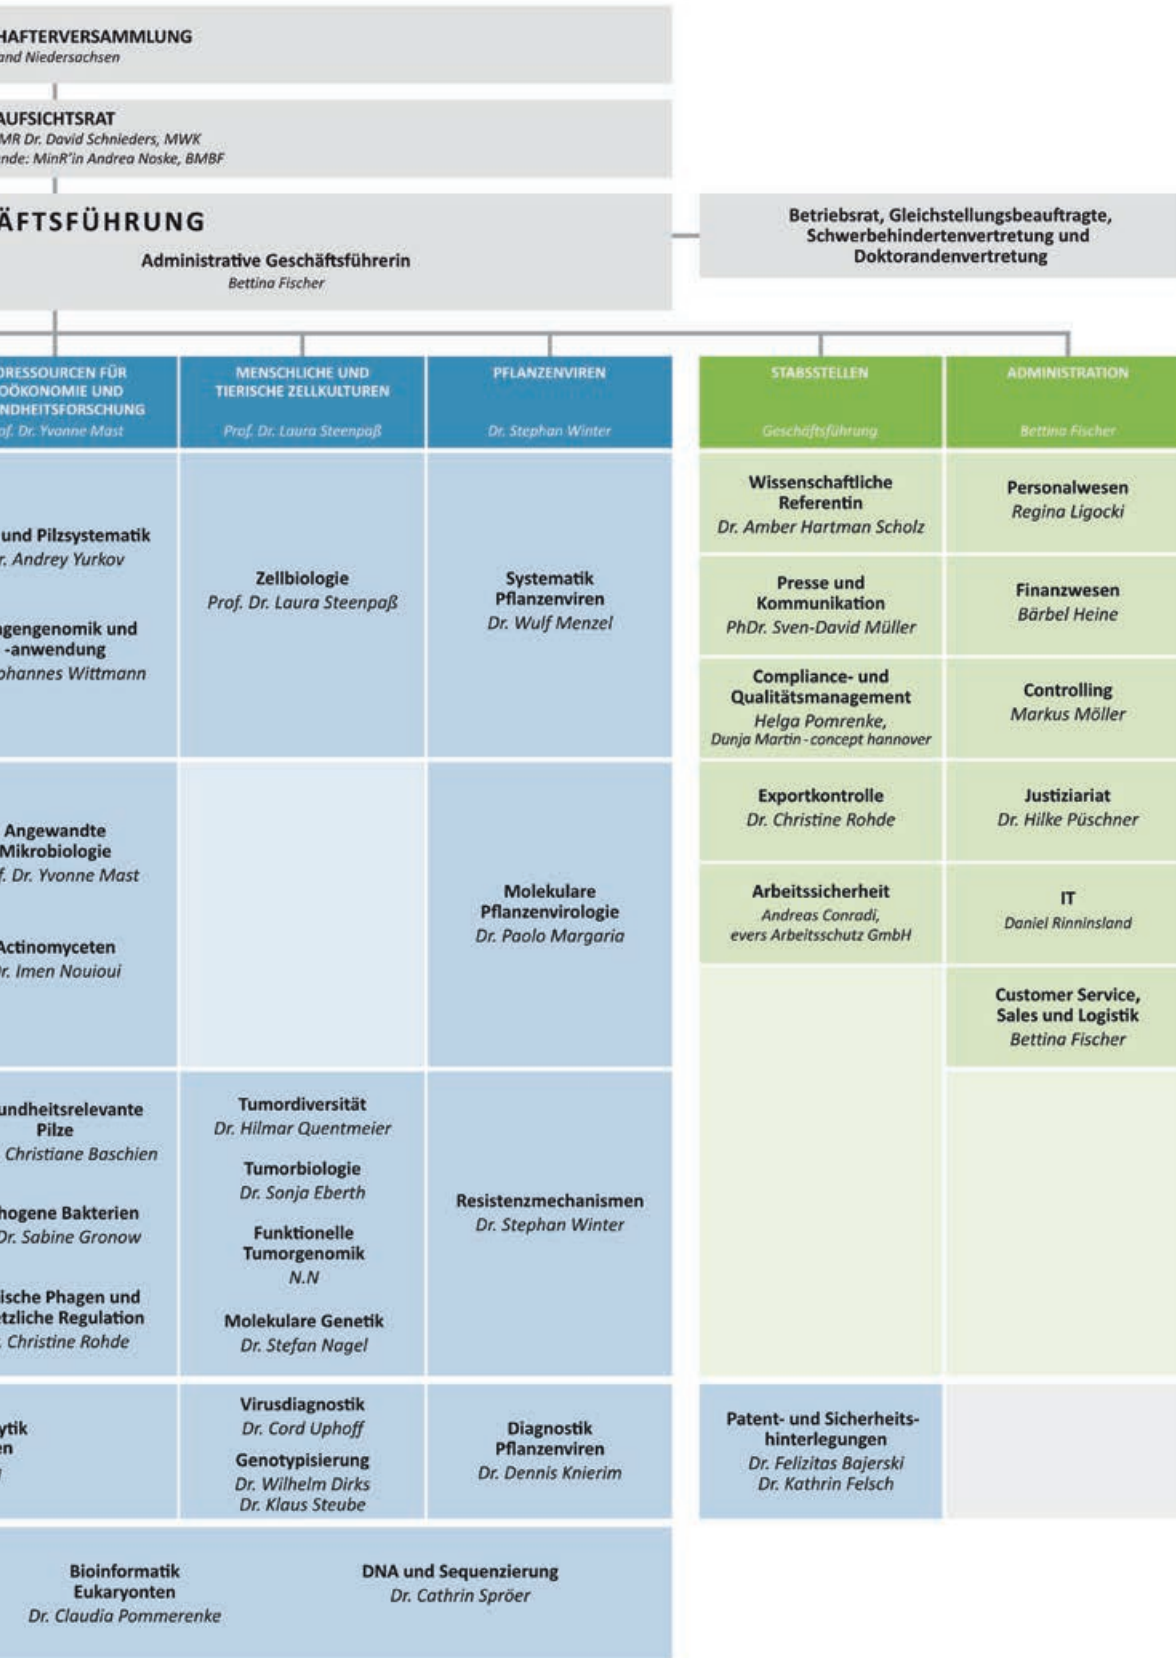 HAFTERVERSAMMLUNG
and Niedersachsen
AUFSICHTSRAT
MR Dr. David Schnieders, MWK
nde: MinR'in Andrea Noske, BMBF
ÄFTSFÜHRUNG
Administrative Geschäftsführerin
Bettina Fischer
Betriebsrat, Gleichstellungsbeauftragte,
Schwerbehindertenvertretung und
Doktorandenvertretung
ORESSOURCEN FÜR
OÖKONOMIE UND
NDHEITSFORSCHUNG
of. Dr. Yvonne Mast
MENSCHLICHE UND
TIERISCHE ZELLKULTUREN
Prof. Dr. Laura Steenpaß
PFLANZENVIREN
Dr. Stephan Winter
STABSSTELLEN
Geschäftsführung
ADMINISTRATION
Bettina Fischer
und Pilzsystematik
r. Andrey Yurkov
agengenomik und
-anwendung
ohannes Wittmann
Zellbiologie
Prof. Dr. Laura Steenpaß
Systematik
Pflanzenviren
Dr. Wulf Menzel
Wissenschaftliche
Referentin
Dr. Amber Hartman Scholz
Personalwesen
Regina Ligocki
Presse und
Kommunikation
PhDr. Sven-David Müller
Finanzwesen
Bärbel Heine
Compliance- und
Qualitätsmanagement
Helga Pomrenke,
Dunja Martin - concept hannover
Controlling
Markus Möller
Angewandte
Mikrobiologie
f. Dr. Yvonne Mast
Actinomyceten
r. Imen Nouioui
Molekulare
Pflanzenvirologie
Dr. Paolo Margaria
Exportkontrolle
Dr. Christine Rohde
Justiziariat
Dr. Hilke Püschner
Arbeitssicherheit
Andreas Conradi,
evers Arbeitsschutz GmbH
IT
Daniel Rinninsland
Customer Service,
Sales und Logistik
Bettina Fischer
undheitsrelevante
Pilze
. Christiane Baschien
hogene Bakterien
Dr. Sabine Gronow
ische Phagen und
etzliche Regulation
. Christine Rohde
Tumordiversität
Dr. Hilmar Quentmeier
Tumorbiologie
Dr. Sonja Eberth
Funktionelle
Tumorgenomik
N.N
Molekulare Genetik
Dr. Stefan Nagel
Resistenzmechanismen
Dr. Stephan Winter
ytik
en
Virusdiagnostik
Dr. Cord Uphoff
Genotypisierung
Dr. Wilhelm Dirks
Dr. Klaus Steube
Diagnostik
Pflanzenviren
Dr. Dennis Knierim
Patent- und Sicherheits-
hinterlegungen
Dr. Felizitas Bajerski
Dr. Kathrin Felsch
Bioinformatik
Eukaryonten
Dr. Claudia Pommerenke
DNA und Sequenzierung
Dr. Cathrin Spröer